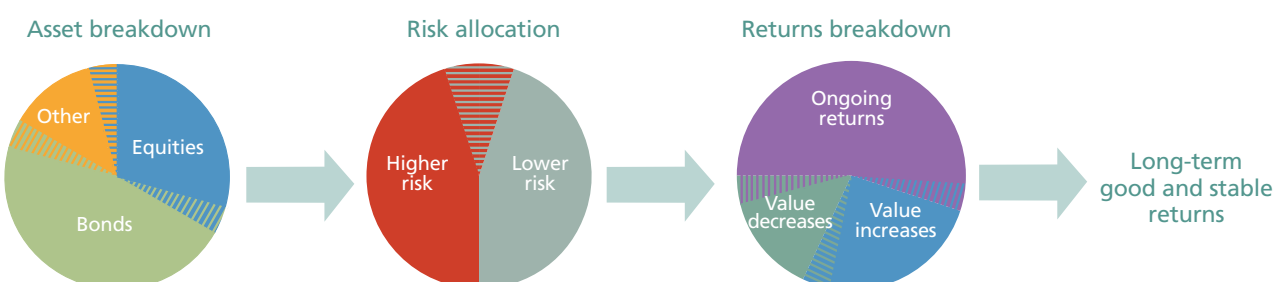 Asset breakdown
Risk allocation
Returns breakdown
Other
Equities
Bonds
Higher
risk
Lower
risk
Ongoing
returns
Value
decreases
Value
increases
Long-term
good and stable
returns